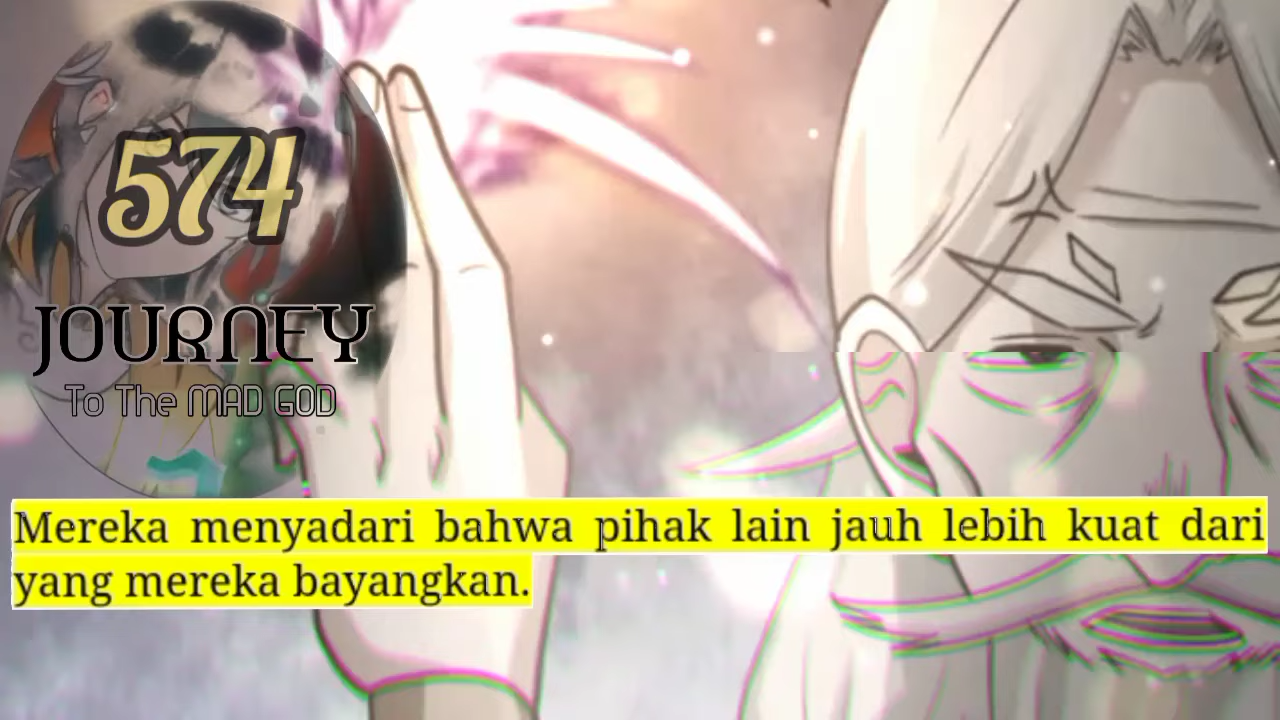 574
JOURNEY
To The MAD GOD
Mereka menyadari bahwa pihak lain jauh lebih kuat dari
yang mereka bayangkan.